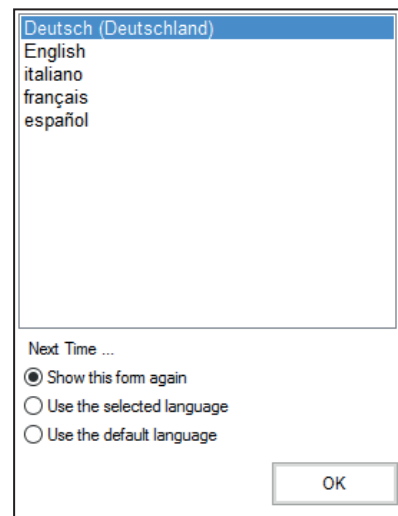 Deutsch (Deutschland)
English
italiano
français
español
Next Time ...
Show this form again
Use the selected language
Use the default language
OK